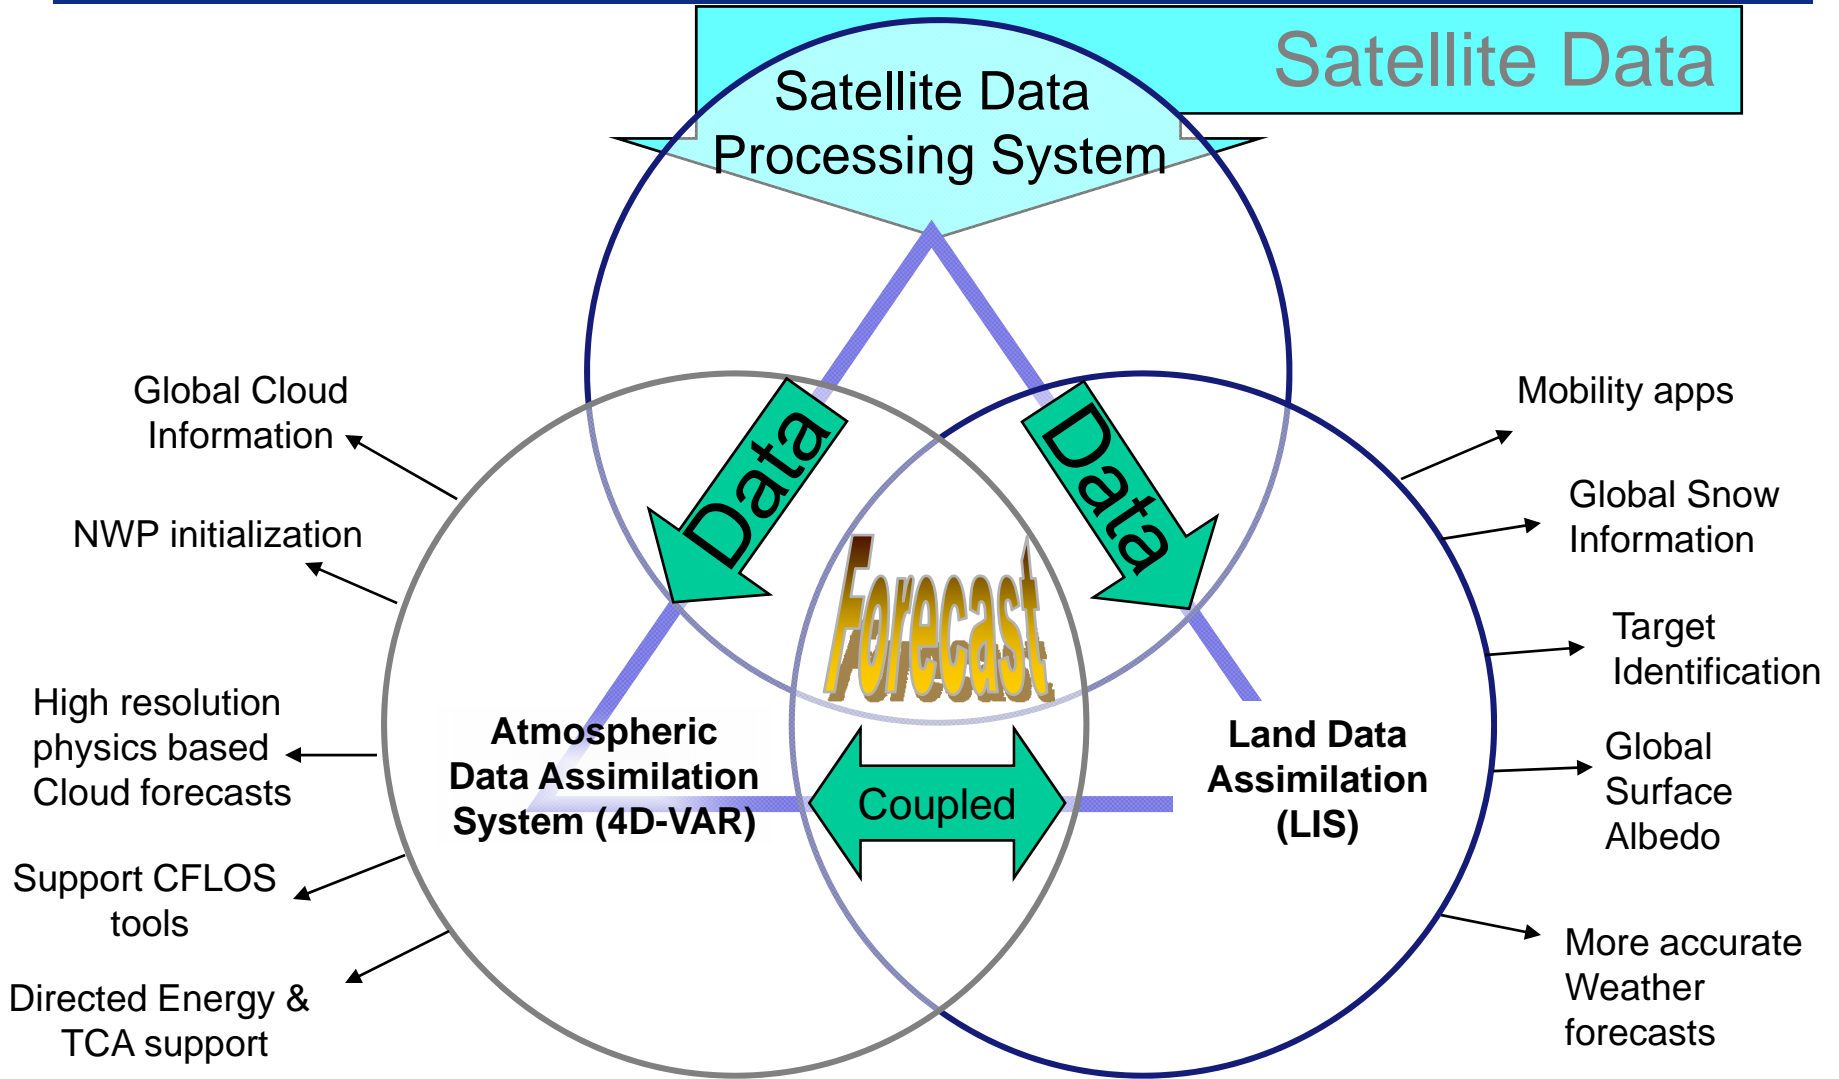 Satellite Data
Satellite Data
Processing System
Data
Data
Forecast
Coupled
Atmospheric
Data Assimilation
System (4D-VAR)
Land Data
Assimilation
(LIS)
Global Cloud
Information
NWP initialization
High resolution
physics based
Cloud forecasts
Support CFLOS
tools
Directed Energy &
TCA support
Mobility apps
Global Snow
Information
Target
Identification
Global
Surface
Albedo
More accurate
Weather
forecasts